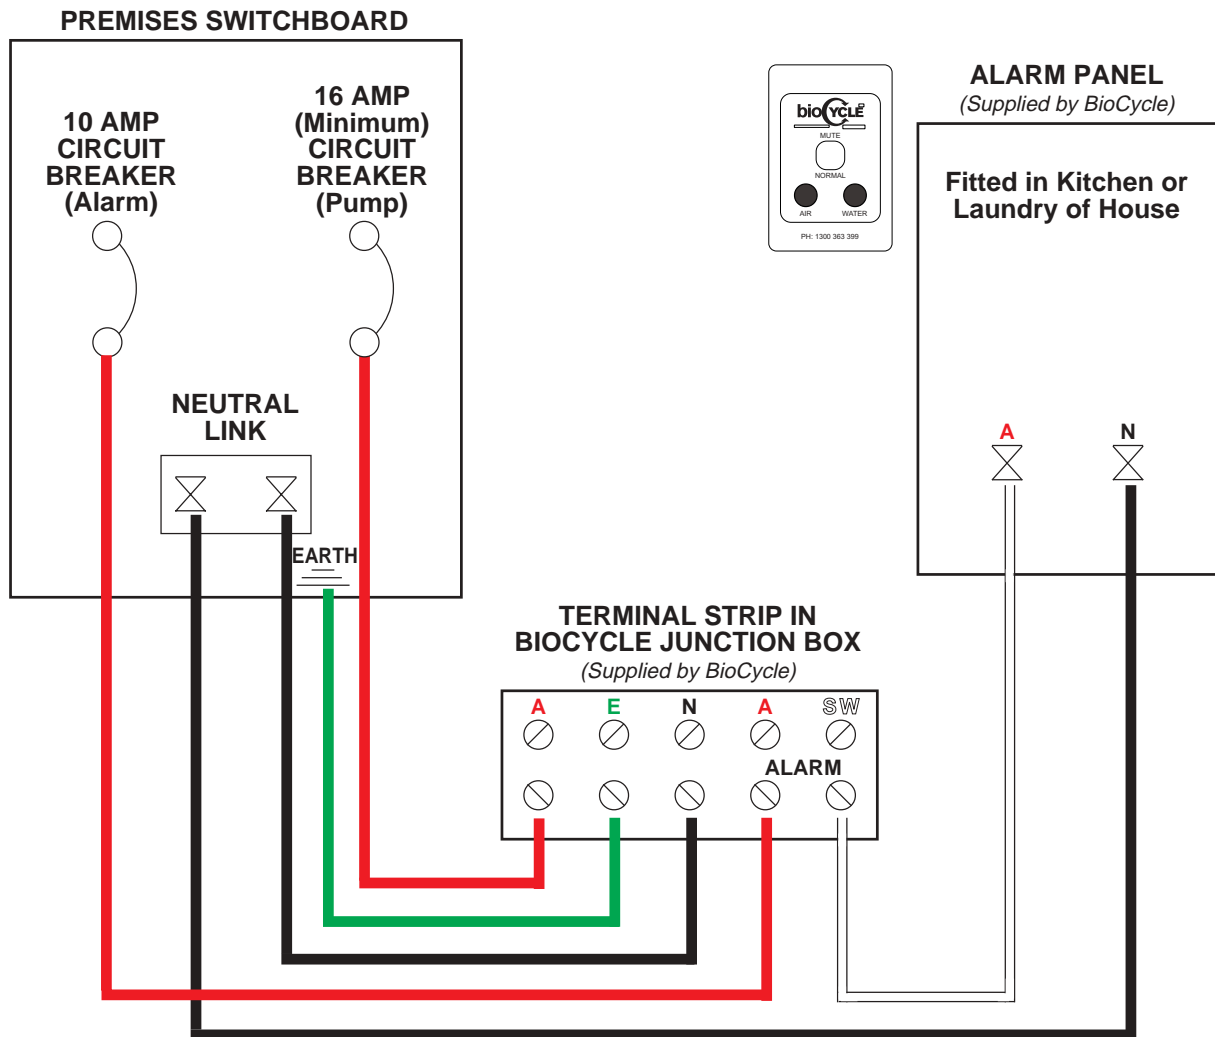 PREMISES SWITCHBOARD
10 AMP
CIRCUIT
BREAKER
(Alarm)
16 AMP
(Minimum)
CIRCUIT
BREAKER
(Pump)
NEUTRAL
LINK
EARTH
bioCYCLE
MUTE
NORMAL
AIR WATER
PH: 1300 363 399
ALARM PANEL
(Supplied by BioCycle)
Fitted in Kitchen or
Laundry of House
A N
TERMINAL STRIP IN
BIOCYCLE JUNCTION BOX
(Supplied by BioCycle)
A E N A SW
ALARM